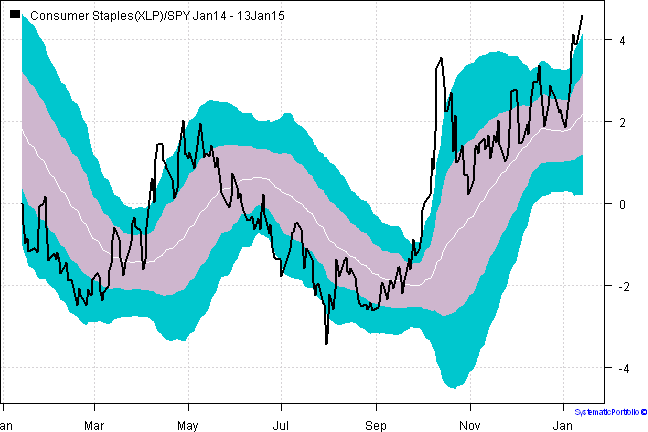 Consumer Staples(XLP)/SPY Jan14 - 13Jan15
4
2
0
-2
-4
an Mar May Jul Sep Nov Jan
SystematicPortfolio ©